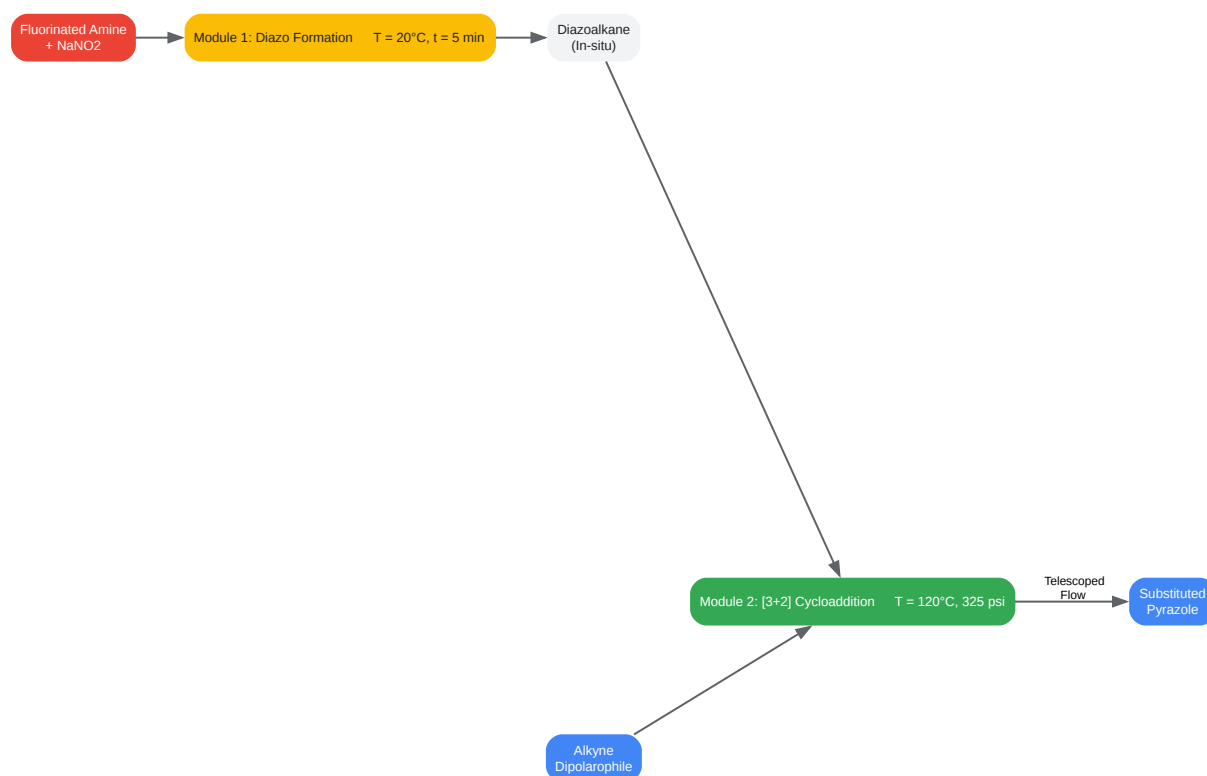 Fluorinated Amine
+ NaNO2
Module 1: Diazo Formation T = 20°C, t = 5 min
Diazoalkane
(In-situ)
Module 2: [3+2] Cycloaddition T = 120°C, 325 psi
Telescoped
Flow
Substituted
Pyrazole
Alkyne
Dipolarophile